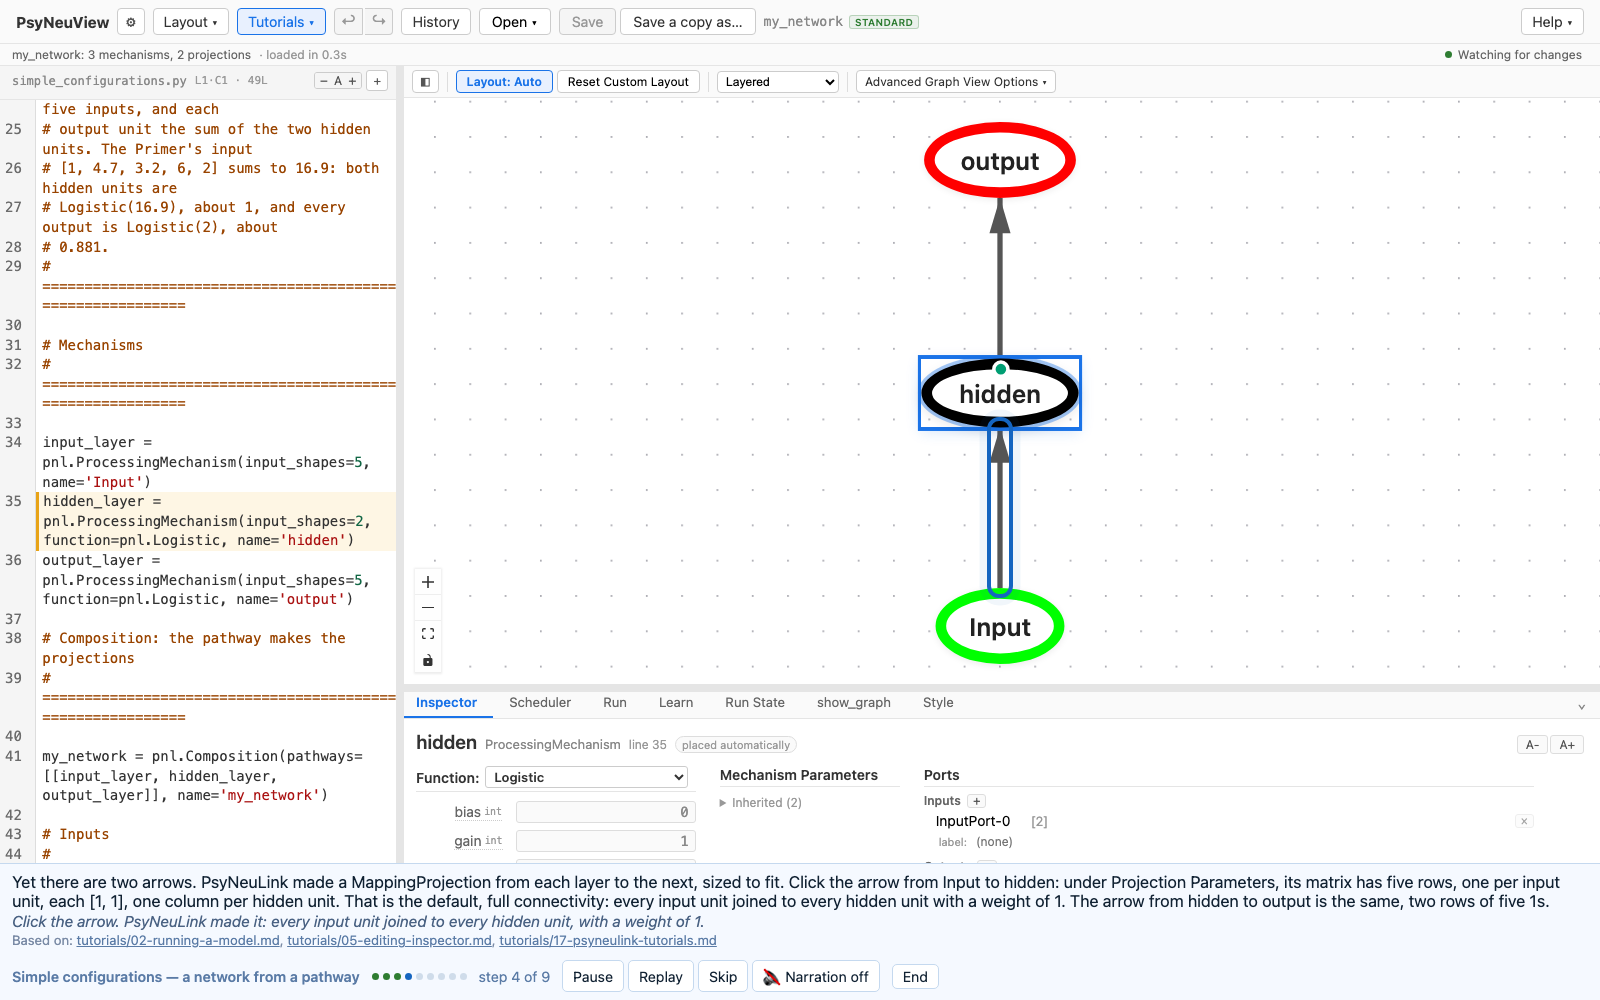 PsyNeuView ⚙ Layout ▾ Tutorials ▾ ↩ ↪ History Open ▾ Save Save a copy as... my_network STANDARD Help ▾
my_network: 3 mechanisms, 2 projections · loaded in 0.3s Watching for changes
simple_configurations.py L1·C1 · 49L − A + +
five inputs, and each
25 # output unit the sum of the two hidden
units. The Primer's input
26 # [1, 4.7, 3.2, 6, 2] sums to 16.9: both
hidden units are
27 # Logistic(16.9), about 1, and every
output is Logistic(2), about
28 # 0.881.
29 #
===========================================
=================
30
31 # Mechanisms
32 #
===========================================
=================
33
34 input_layer =
pnl.ProcessingMechanism(input_shapes=5,
name='Input')
35 hidden_layer =
pnl.ProcessingMechanism(input_shapes=2,
function=pnl.Logistic, name='hidden')
36 output_layer =
pnl.ProcessingMechanism(input_shapes=5,
function=pnl.Logistic, name='output')
37
38 # Composition: the pathway makes the
projections
39 #
===========================================
=================
40
41 my_network = pnl.Composition(pathways=
[[input_layer, hidden_layer,
output_layer]], name='my_network')
42
43 # Inputs
44 #
Layout: Auto Reset Custom Layout Layered Advanced Graph View Options ▾
output
hidden
Input
Inspector Scheduler Run Learn Run State show_graph Style
hidden ProcessingMechanism line 35 placed automatically A- A+
Function: Logistic
bias int 0
gain int 1
Mechanism Parameters
▸ Inherited (2)
Ports
Inputs +
InputPort-0 [2] ×
label: (none)
Yet there are two arrows. PsyNeuLink made a MappingProjection from each layer to the next, sized to fit. Click the arrow from Input to hidden: under Projection Parameters, its matrix has five rows, one per input
unit, each [1, 1], one column per hidden unit. That is the default, full connectivity: every input unit joined to every hidden unit with a weight of 1. The arrow from hidden to output is the same, two rows of five 1s.
Click the arrow. PsyNeuLink made it: every input unit joined to every hidden unit, with a weight of 1.
Based on: tutorials/02-running-a-model.md, tutorials/05-editing-inspector.md, tutorials/17-psyneulink-tutorials.md
Simple configurations — a network from a pathway step 4 of 9 Pause Replay Skip Narration off End